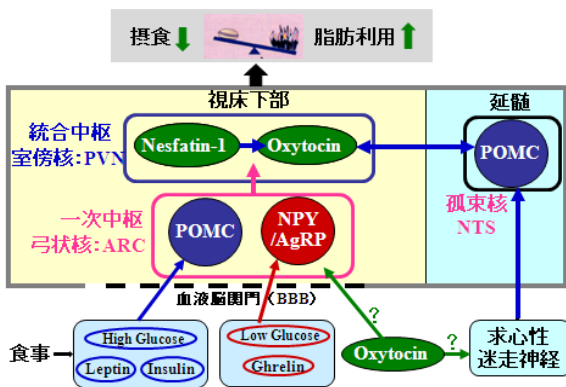 摂食
脂肪利用
視床下部
延髄
統合中枢
室傍核:PVN
Nesfatin-1
Oxytocin
POMC
一次中枢
弓状核:ARC
POMC
NPY
/AgRP
孤束核
NTS
血液脳関門(BBB)
?
?
食事
High Glucose
Leptin
Insulin
Low Glucose
Ghrelin
Oxytocin
求心性
迷走神経